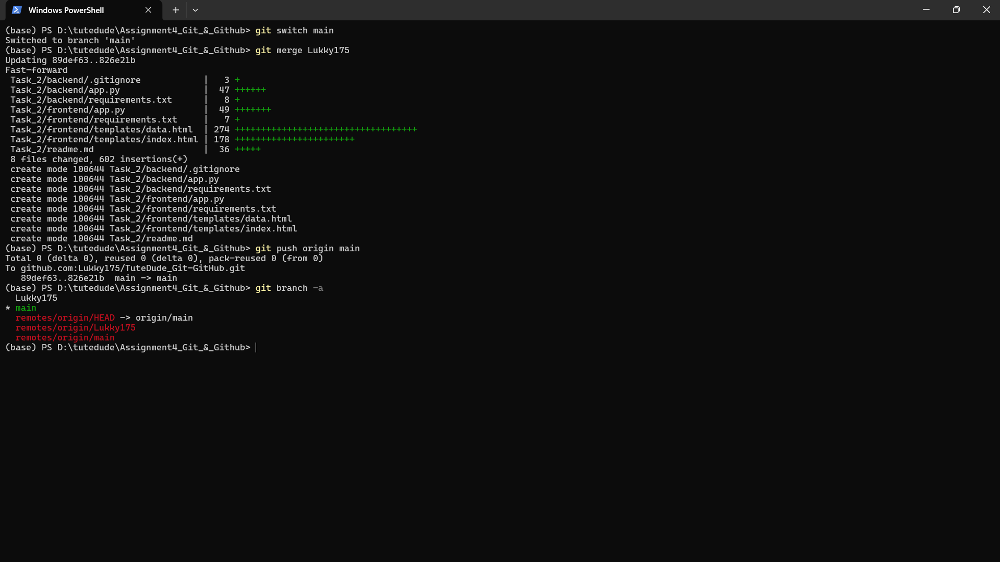 Windows PowerShell
(base) PS D:\tutedude\Assignment4_Git_&_Github> git switch main
Switched to branch 'main'
(base) PS D:\tutedude\Assignment4_Git_&_Github> git merge Lukky175
Updating 89def63..826e21b
Fast-forward
 Task_2/backend/.gitignore            |   3 +
 Task_2/backend/app.py                |  47 ++++++
 Task_2/backend/requirements.txt      |   8 +
 Task_2/frontend/app.py               |  49 +++++++
 Task_2/frontend/requirements.txt     |   7 +
 Task_2/frontend/templates/data.html  | 274 +++++++++++++++++++++++++++++++++++
 Task_2/frontend/templates/index.html | 178 +++++++++++++++++++++++
 Task_2/readme.md                     |  36 +++++
 8 files changed, 602 insertions(+)
 create mode 100644 Task_2/backend/.gitignore
 create mode 100644 Task_2/backend/app.py
 create mode 100644 Task_2/backend/requirements.txt
 create mode 100644 Task_2/frontend/app.py
 create mode 100644 Task_2/frontend/requirements.txt
 create mode 100644 Task_2/frontend/templates/data.html
 create mode 100644 Task_2/frontend/templates/index.html
 create mode 100644 Task_2/readme.md
(base) PS D:\tutedude\Assignment4_Git_&_Github> git push origin main
Total 0 (delta 0), reused 0 (delta 0), pack-reused 0 (from 0)
To github.com:Lukky175/TuteDude_Git-GitHub.git
   89def63..826e21b  main -> main
(base) PS D:\tutedude\Assignment4_Git_&_Github> git branch -a
  Lukky175
* main
  remotes/origin/HEAD -> origin/main
  remotes/origin/Lukky175
  remotes/origin/main
(base) PS D:\tutedude\Assignment4_Git_&_Github>